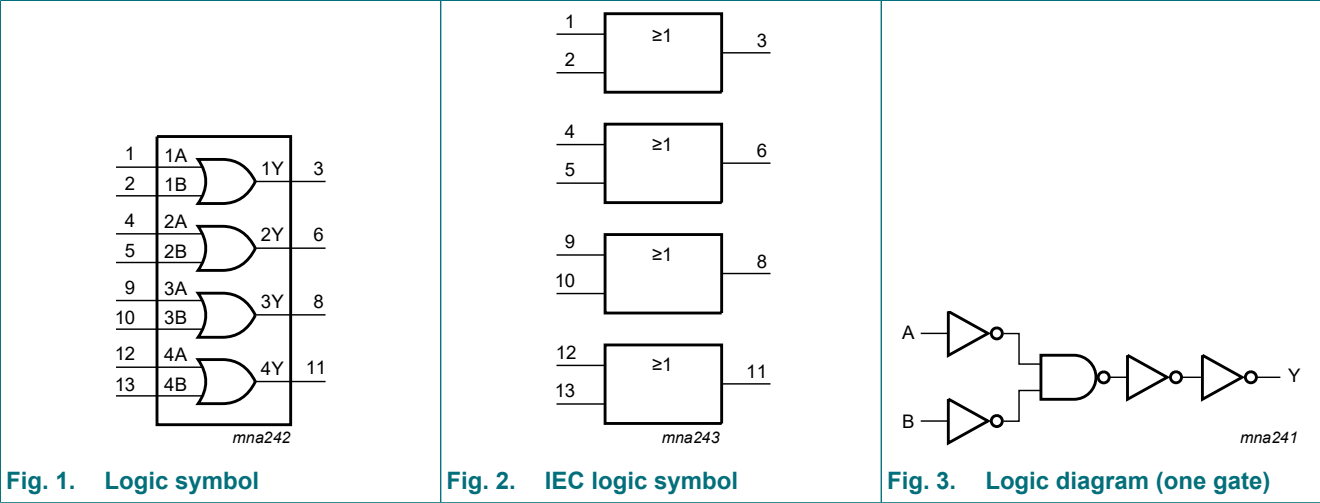 1 1A 1Y 3
2 1B
4 2A 2Y 6
5 2B
9 3A 3Y 8
10 3B
12 4A 4Y 11
13 4B
mna242
Fig. 1. Logic symbol
1 ≥1 3
2
4 ≥1 6
5
9 ≥1 8
10
12 ≥1 11
13
mna243
Fig. 2. IEC logic symbol
A
Y
B
mna241
Fig. 3. Logic diagram (one gate)